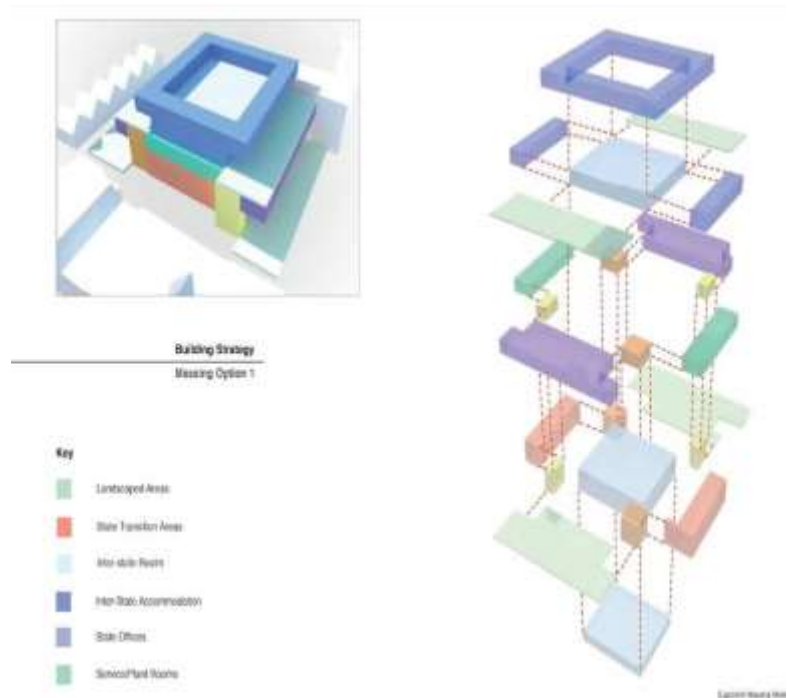 Building Strategy
Massing Option 1
Key
Landscaped Areas
State Transition Areas
Inter-state Rooms
Inter-State Accommodation
State Offices
Service/Plant Rooms